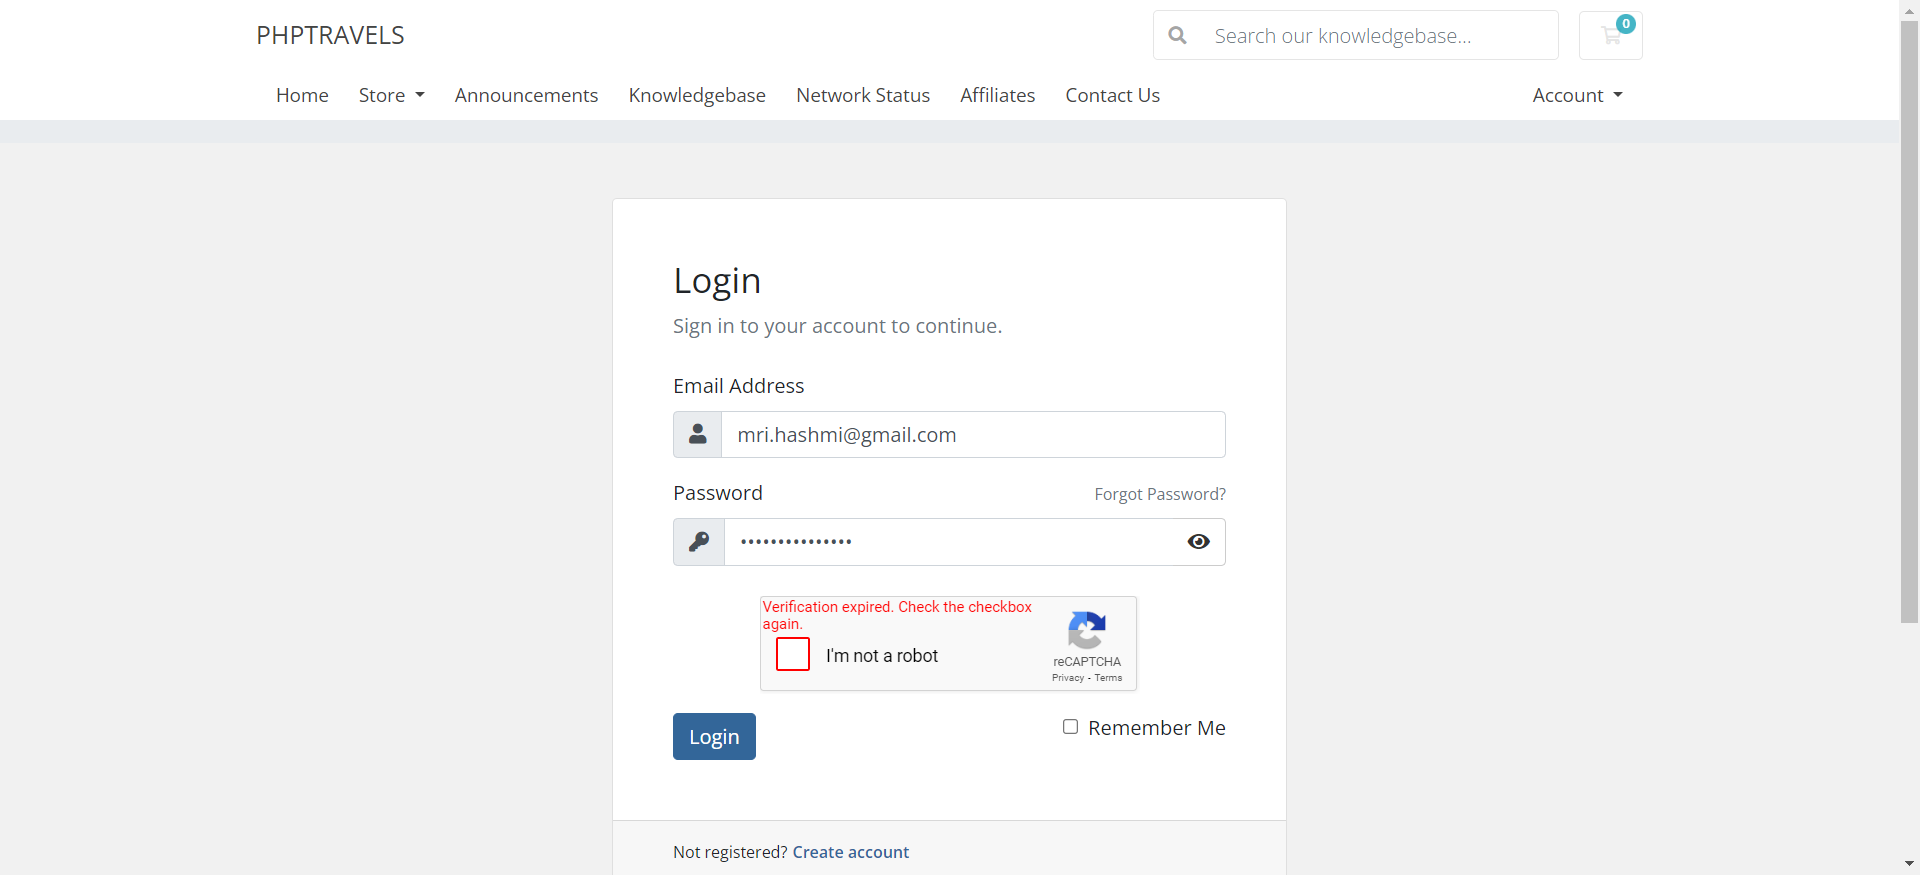 PHPTRAVELS
Search our knowledgebase...
0
Home Store Announcements Knowledgebase Network Status Affiliates Contact Us Account
Login
Sign in to your account to continue.
Email Address
mri.hashmi@gmail.com
Password Forgot Password?
•••••••••••••••
Verification expired. Check the checkbox
again.
I'm not a robot
reCAPTCHA
Privacy - Terms
Login Remember Me
Not registered? Create account